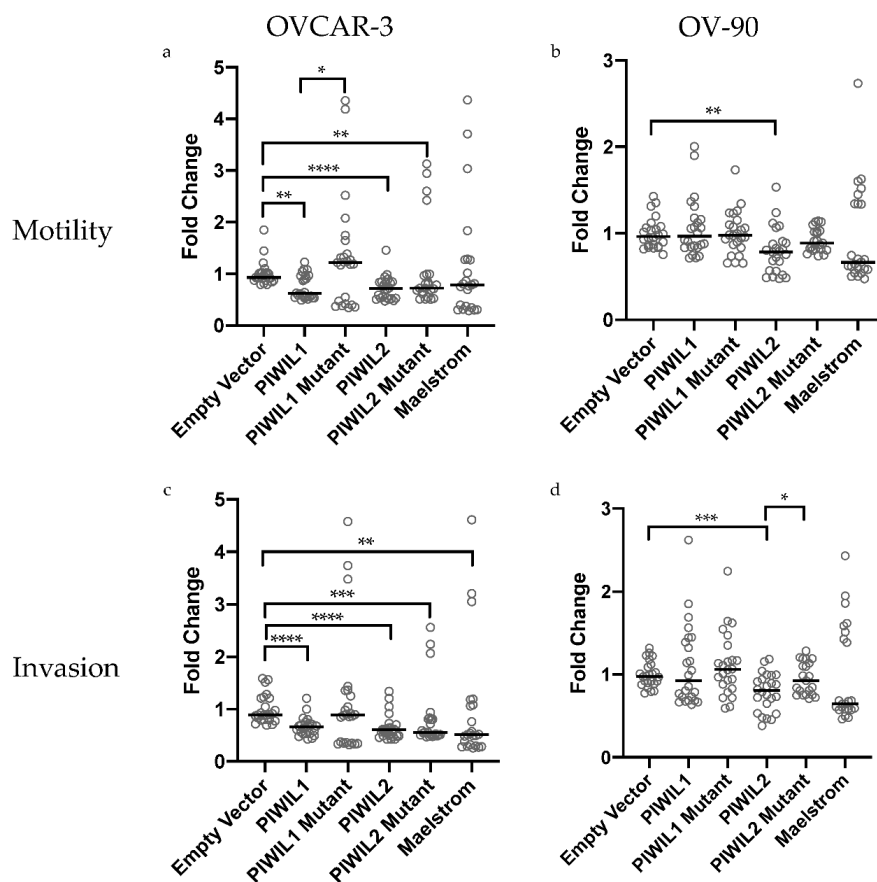 OVCAR-3
OV-90
Motility
a
Fold Change
5
4
3
2
1
0
*
**
****
**
Empty Vector
PIWIL1
PIWIL1 Mutant
PIWIL2
PIWIL2 Mutant
Maelstrom
b
Fold Change
3
2
1
0
**
Empty Vector
PIWIL1
PIWIL1 Mutant
PIWIL2
PIWIL2 Mutant
Maelstrom
Invasion
c
Fold Change
5
4
3
2
1
0
**
***
****
****
Empty Vector
PIWIL1
PIWIL1 Mutant
PIWIL2
PIWIL2 Mutant
Maelstrom
d
Fold Change
3
2
1
0
*
***
Empty Vector
PIWIL1
PIWIL1 Mutant
PIWIL2
PIWIL2 Mutant
Maelstrom